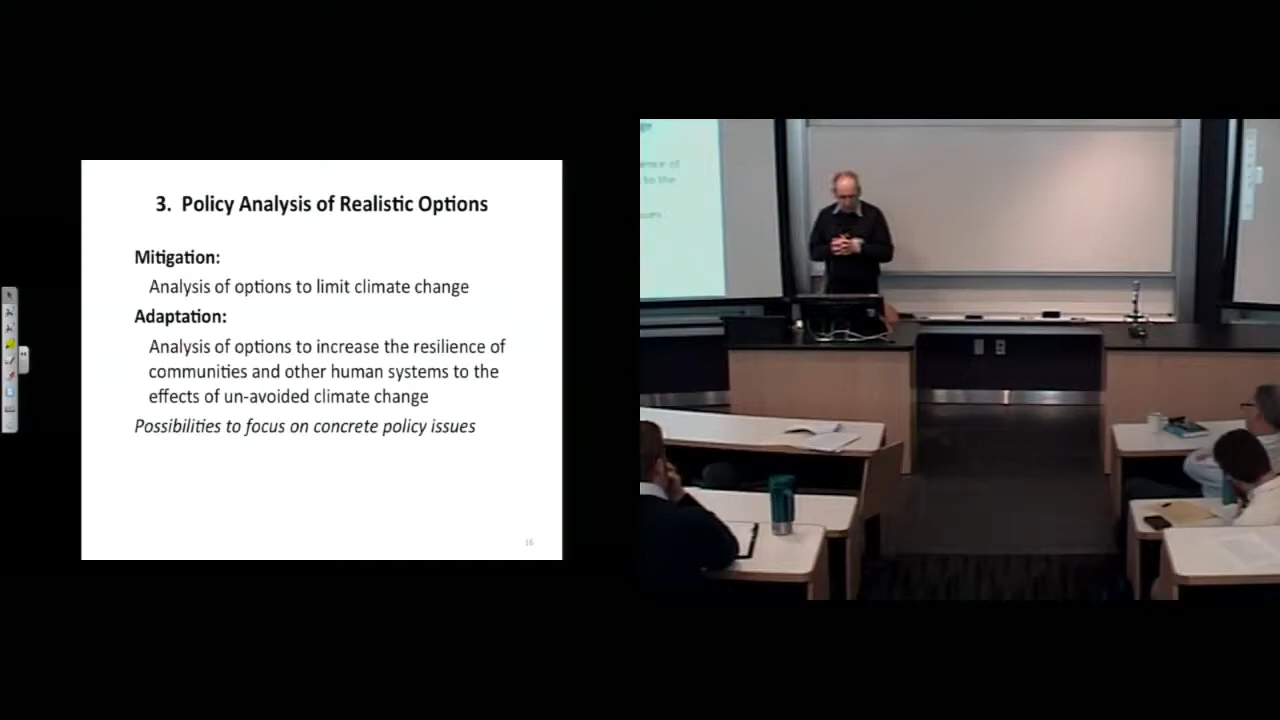 3. Policy Analysis of Realistic Options
Mitigation:
Analysis of options to limit climate change
Adaptation:
Analysis of options to increase the resilience of
communities and other human systems to the
effects of un-avoided climate change
Possibilities to focus on concrete policy issues
16